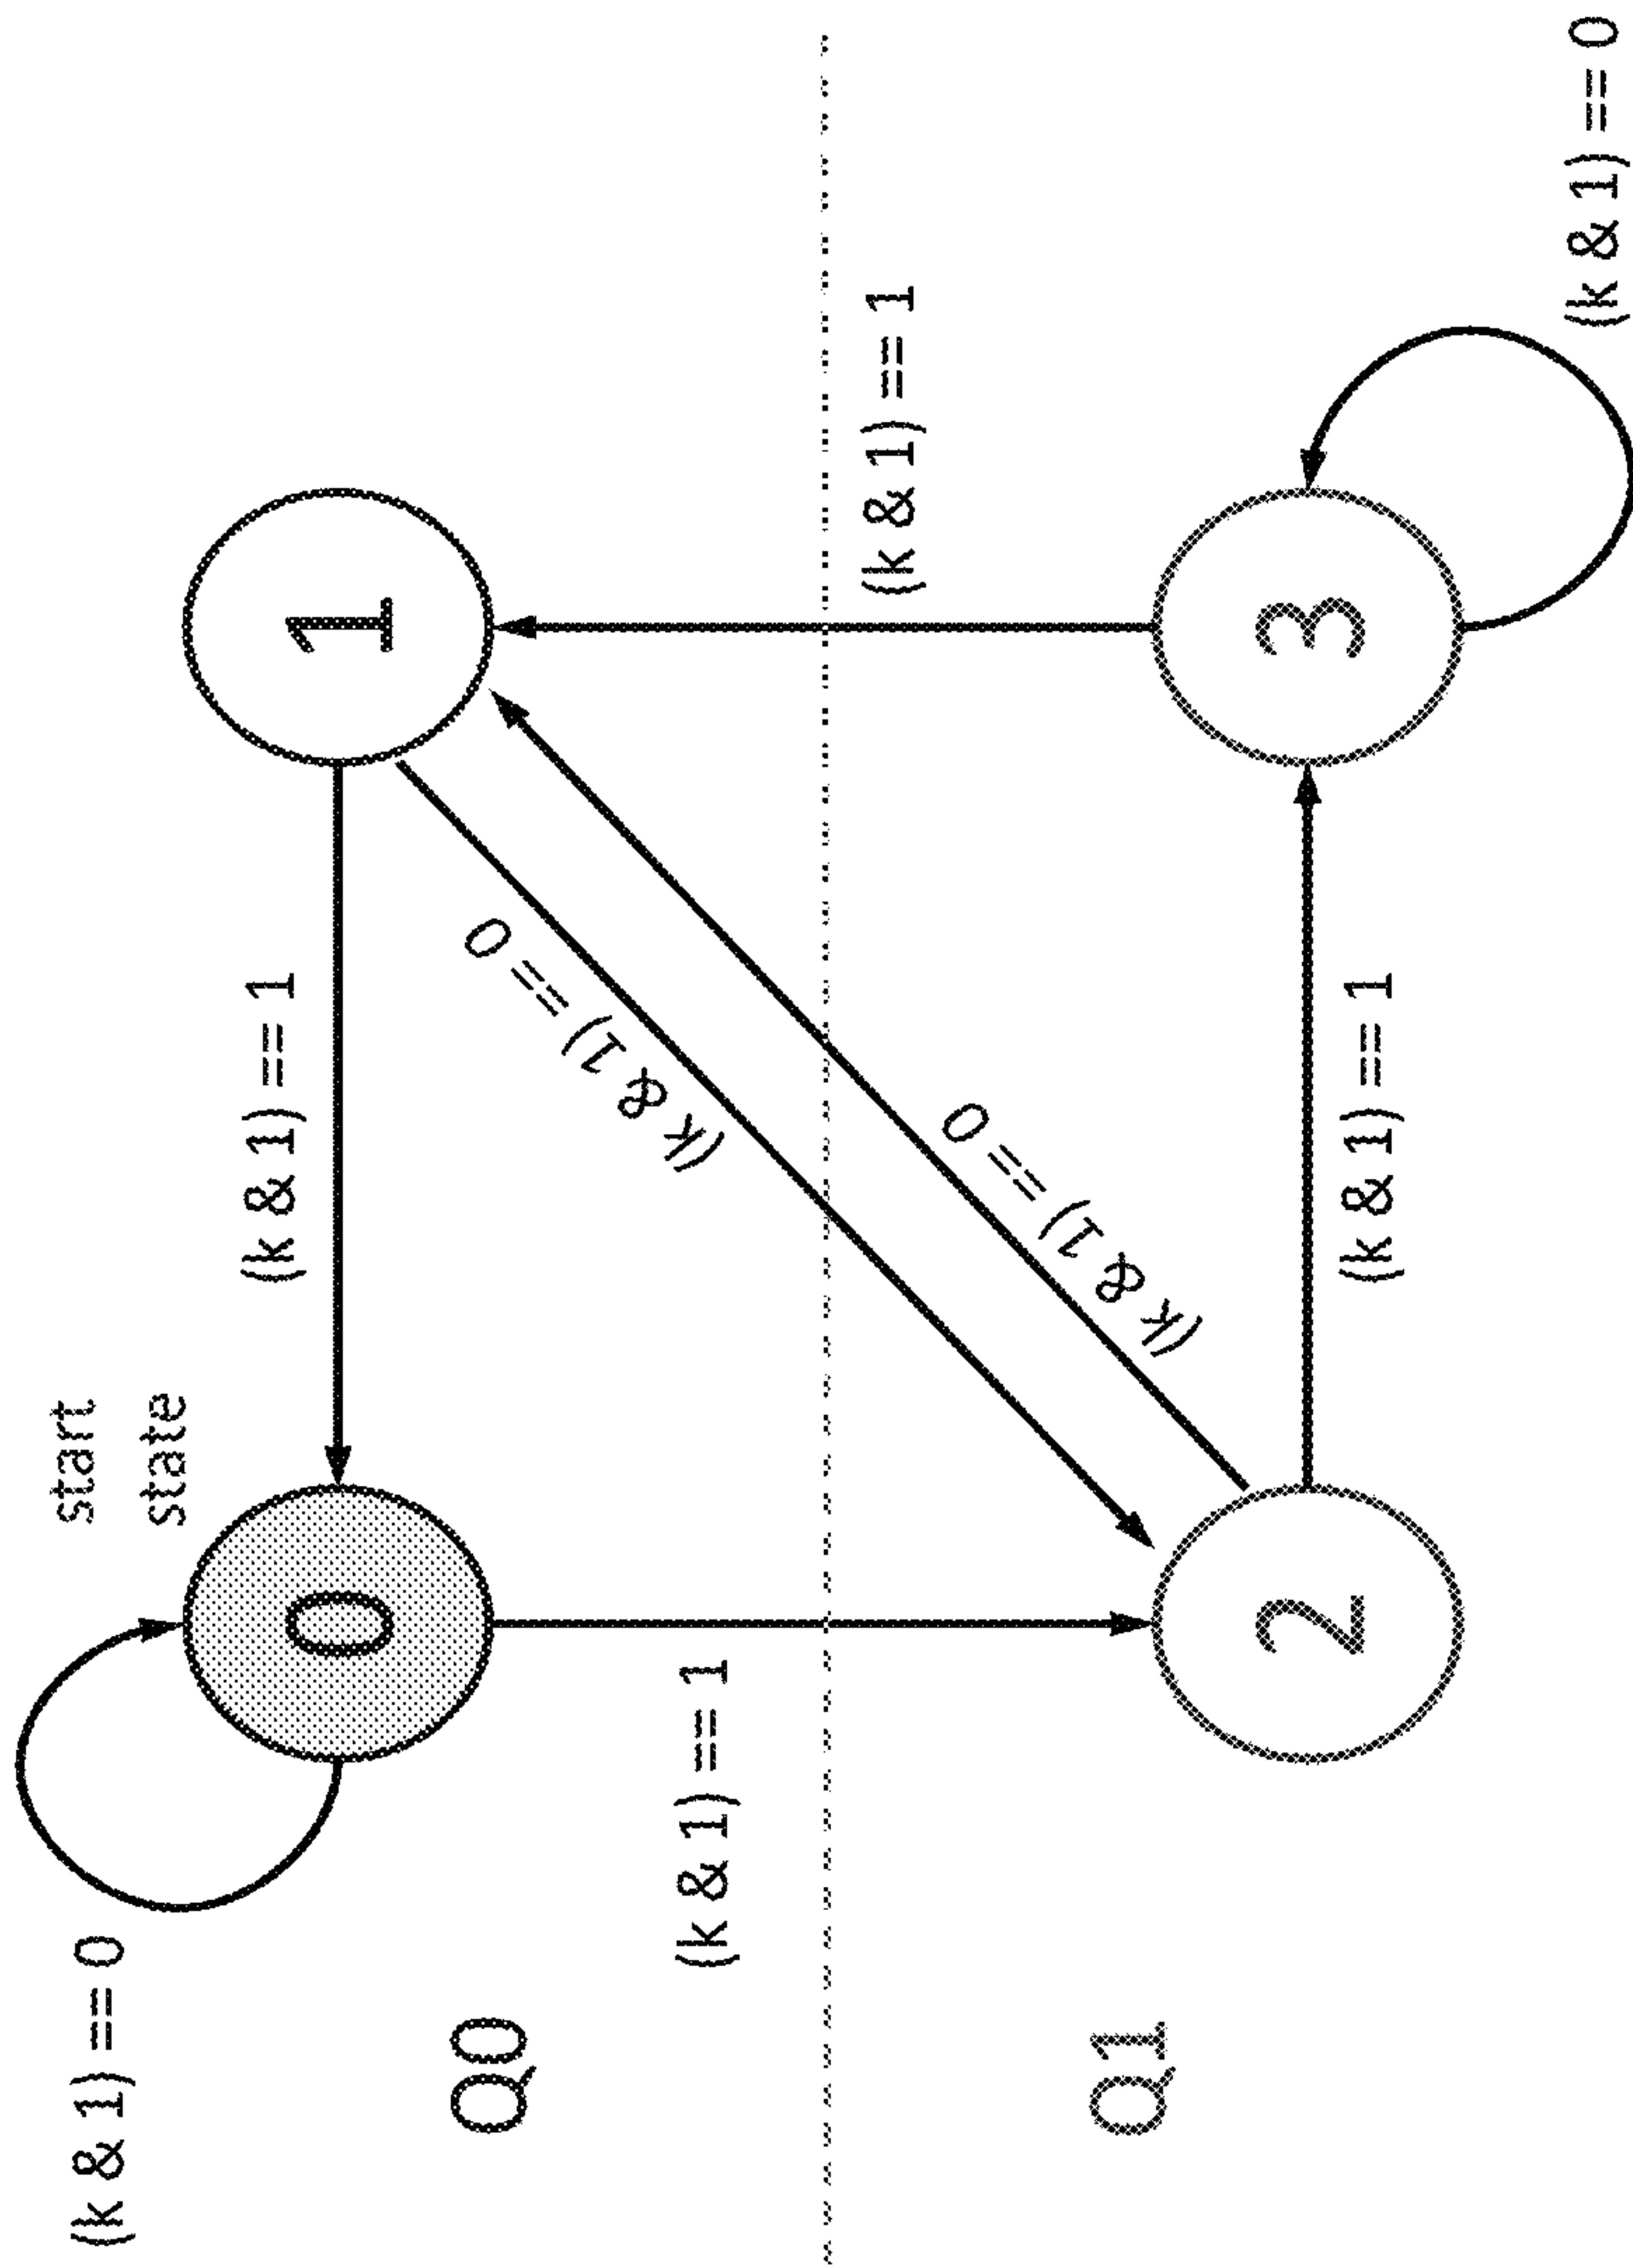 (k & 1) == 0
start
state
(k & 1) == 1
0
1
Q0
(k & 1) == 0
(k & 1) == 1
(k & 1) == 1
(k & 1) == 0
Q1
2
3
(k & 1) == 1
(k & 1) == 0